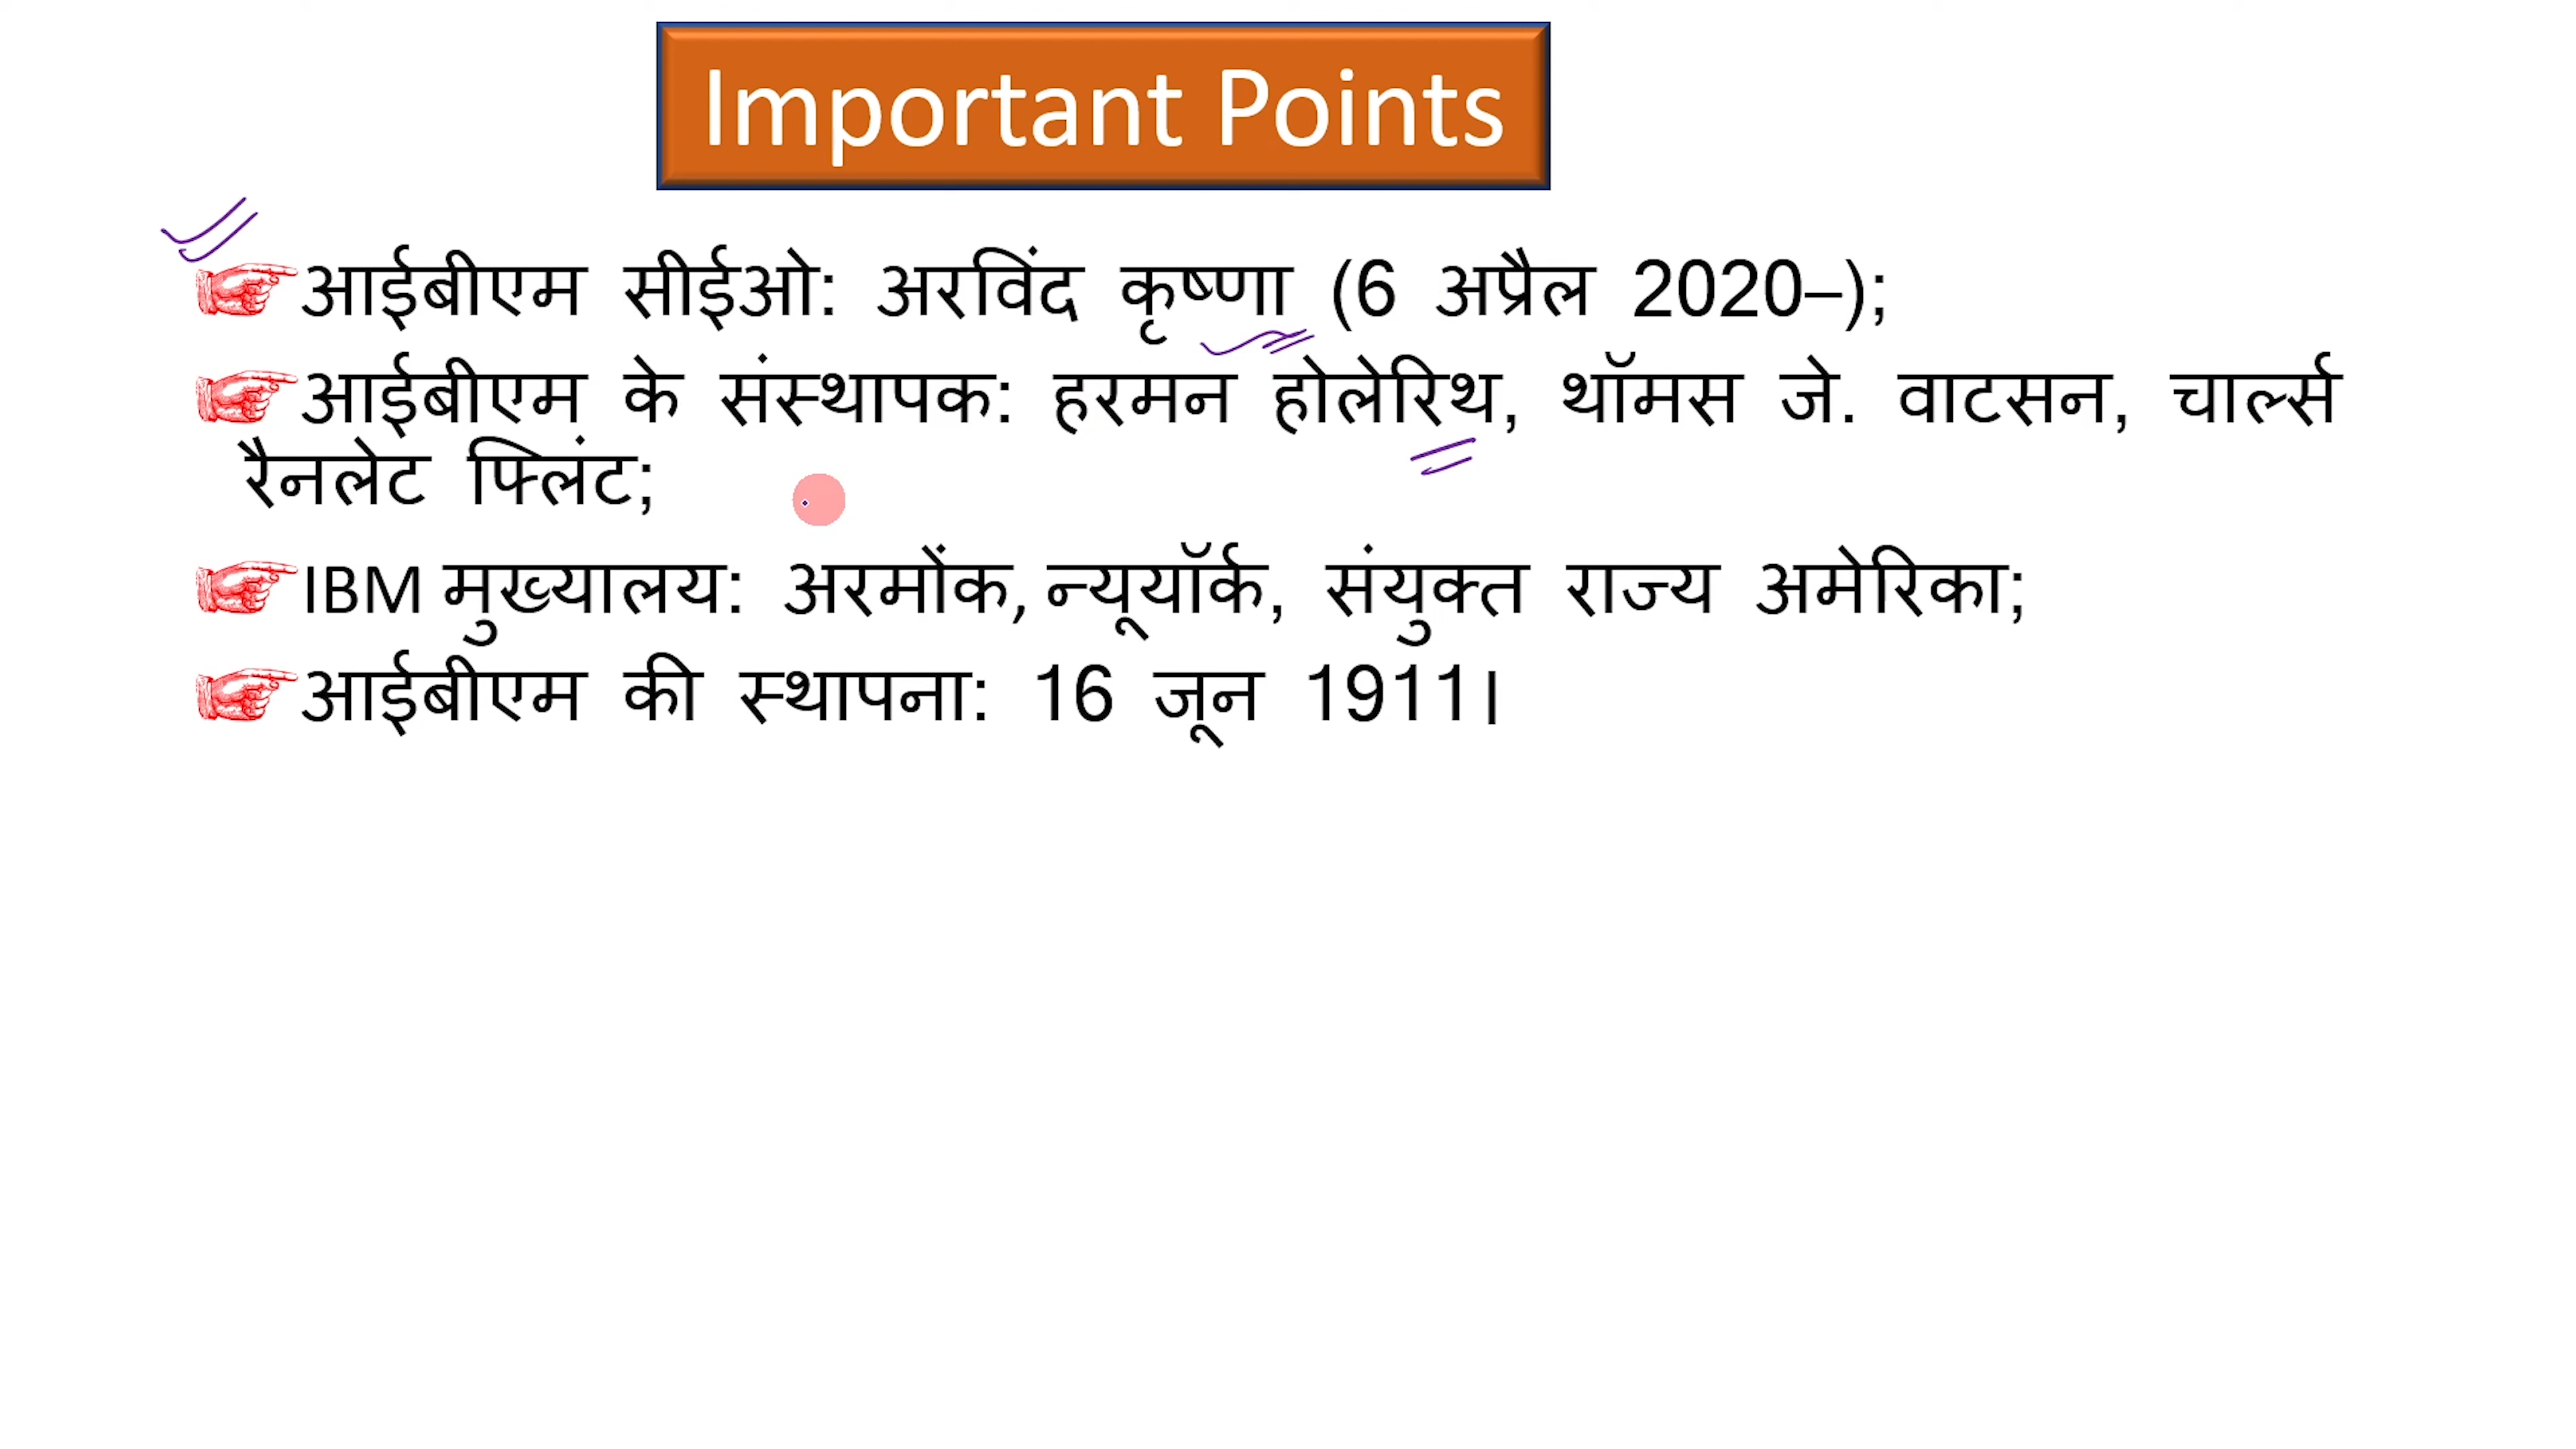 Important Points
आईबीएम सीईओ: अरविंद कृष्णा (6 अप्रैल 2020–);
आईबीएम के संस्थापक: हरमन होलेरिथ, थॉमस जे. वाटसन, चार्ल्स
रैनलेट फ्लिंट;
IBM मुख्यालय: अरमोंक, न्यूयॉर्क, संयुक्त राज्य अमेरिका;
आईबीएम की स्थापना: 16 जून 1911।